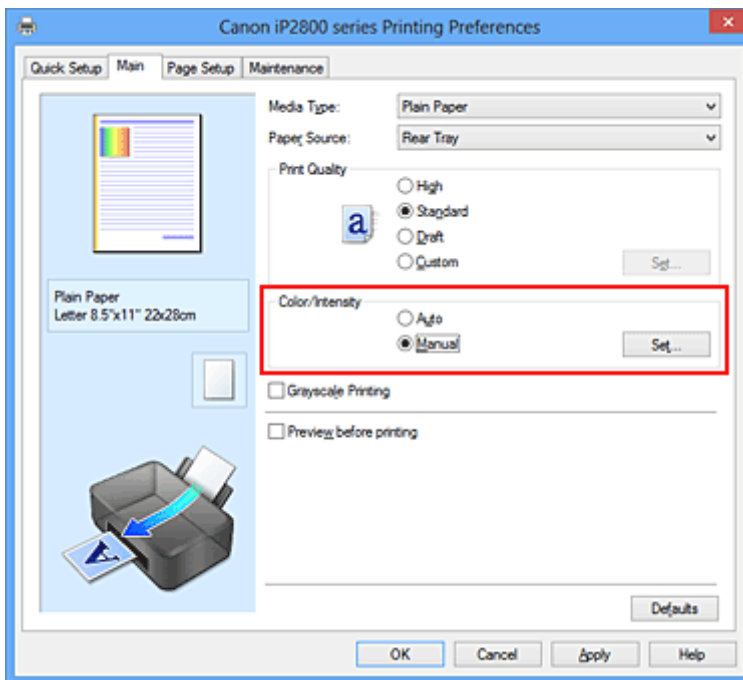 Canon iP2800 series Printing Preferences
Quick Setup Main Page Setup Maintenance
Media Type: Plain Paper
Paper Source: Rear Tray
Print Quality
High
a Standard
Draft
Custom Set...
Plain Paper
Letter 8.5"x11" 22x28cm
Color/Intensity
Auto
Manual Set...
Grayscale Printing
Preview before printing
A
Defaults
OK Cancel Apply Help